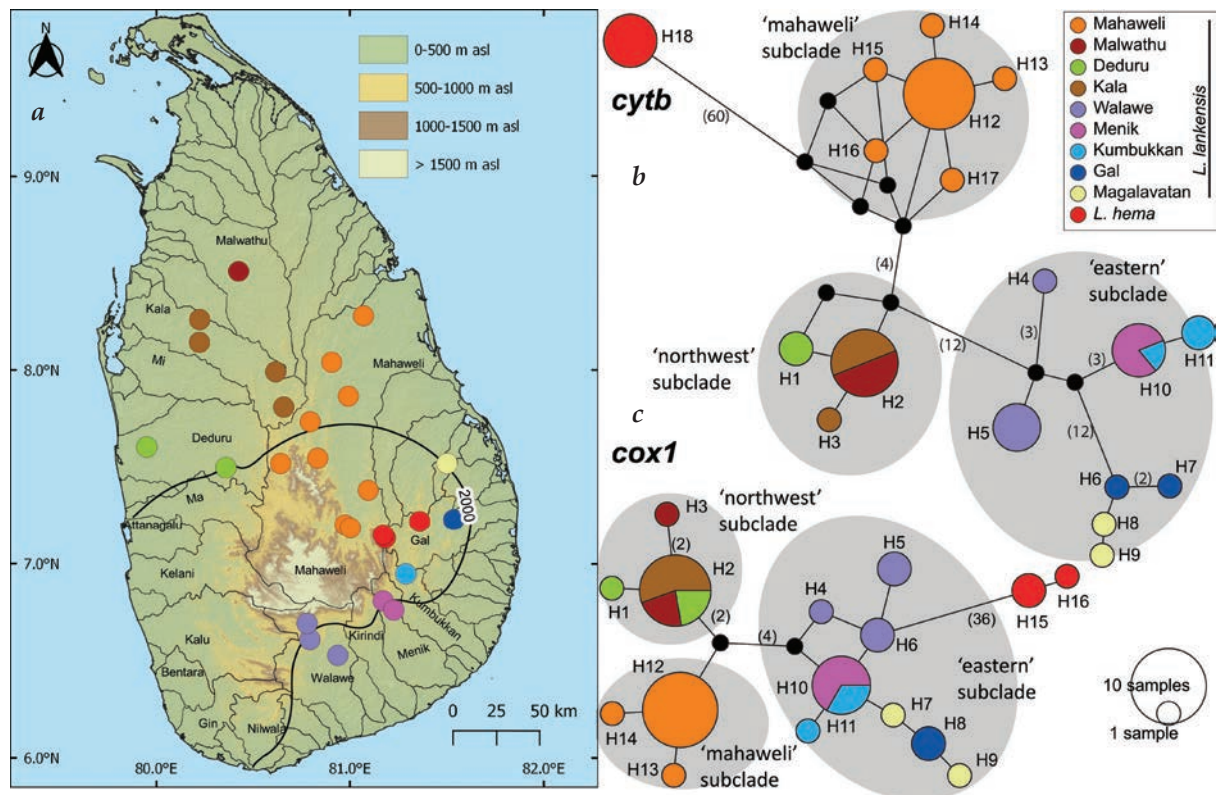 a
0-500 m asl
500-1000 m asl
1000-1500 m asl
> 1500 m asl
9.0°N
8.0°N
7.0°N
6.0°N
80.0°E
81.0°E
82.0°E
Malwathu
Kala
Mi
Mahaweli
Deduru
Ma
Attanagalu
Kelani
Mahaweli
Gal
2000
Kumbukkan
Kalu
Kirindi
Menik
Bentara
Walawe
Gin
Nilwala
0 25 50 km
b
cytb
H18
(60)
'mahaweli'
subclade
H14
H15
H13
H12
H16
H17
(4)
'northwest'
subclade
H1
H2
H3
(12)
'eastern'
subclade
H4
(3)
(3)
H11
H10
H5
(12)
H6
(2)
H7
H8
H9
Mahaweli
Malwathu
Deduru
Kala
Walawe
Menik
Kumbukkan
Gal
Magalavatan
L. hema
L. lankensis
c
cox1
'northwest'
subclade
H3
(2)
H2
H1
(2)
(4)
H12
H14
H13
'mahaweli'
subclade
H5
H4
H6
(36)
H16
H15
'eastern'
subclade
H10
H11
H7
H8
H9
10 samples
1 sample